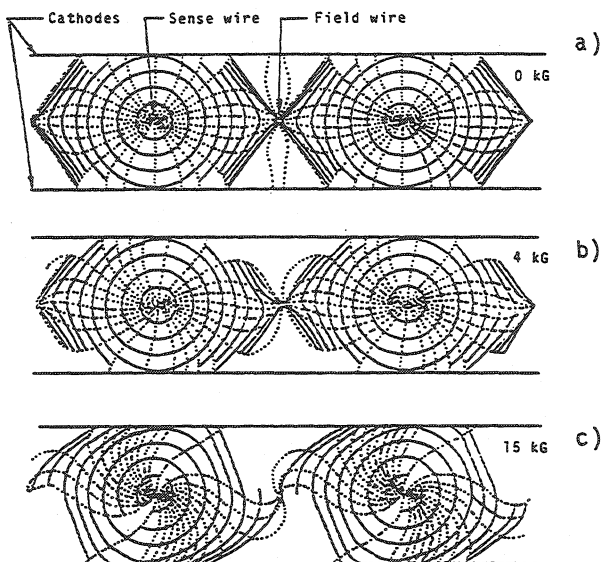 Cathodes Sense wire Field wire
a)
0 kG
b)
4 kG
c)
15 kG